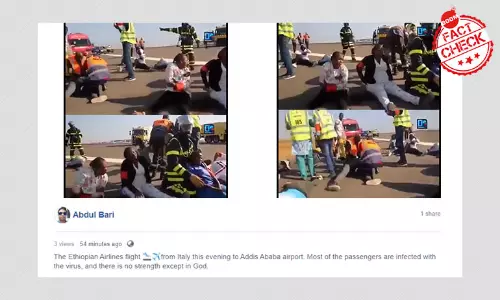 BOOM
FACT
CHECK
Abdul Bari
1 share
3 views · 54 minutes ago ·
The Ethiopian Airlines flight from Italy this evening to Addis Ababa airport. Most of the passengers are infected with
the virus, and there is no strength except in God.